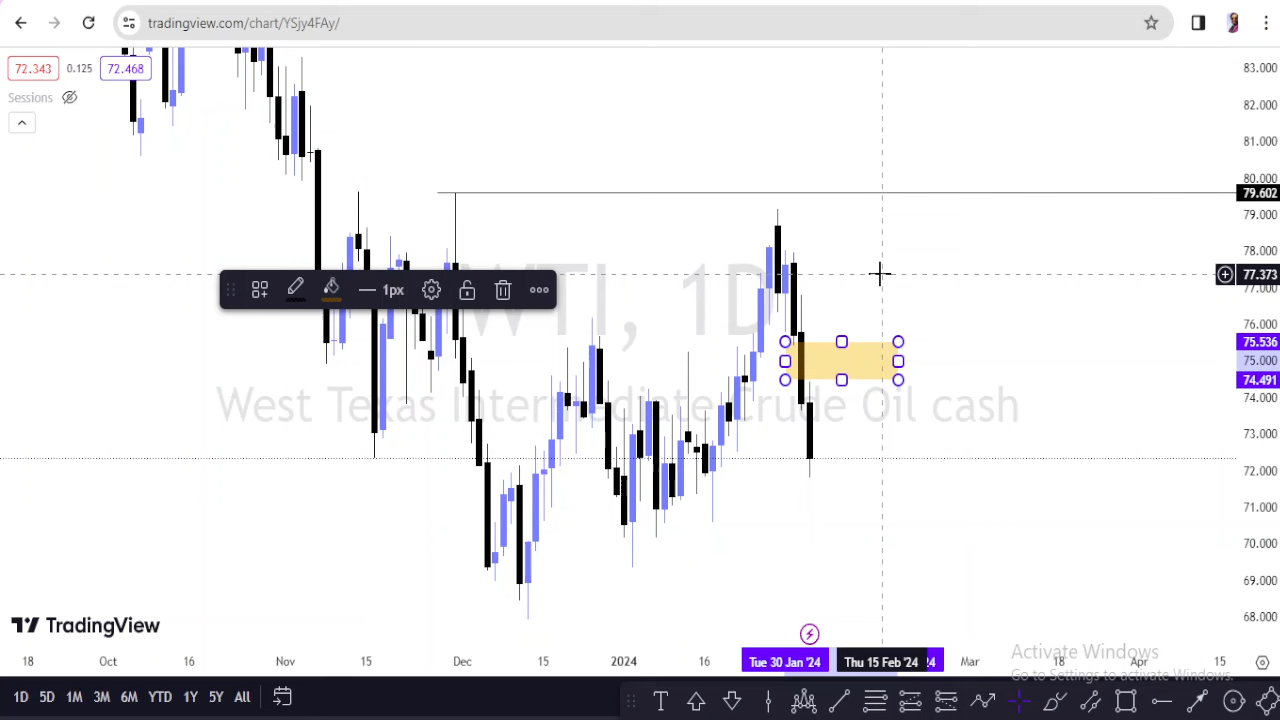 tradingview.com/chart/YSjy4FAy/
72.343 0.125 72.468
Sessions
83.000
82.000
81.000
80.000
79.602
79.000
78.000
77.373
77.000
76.000
75.536
75.000
74.491
74.000
73.000
72.000
71.000
70.000
69.000
68.000
WTI, 1D
West Texas Intermediate Crude Oil cash
1px
TradingView
18 Oct 15 Nov 15 Dec 15 2024 16 Tue 30 Jan '24 Thu 15 Feb '24 '24 Mar 18 Apr 15
Activate Windows
Go to Settings to activate Windows.
1D 5D 1M 3M 6M YTD 1Y 5Y All